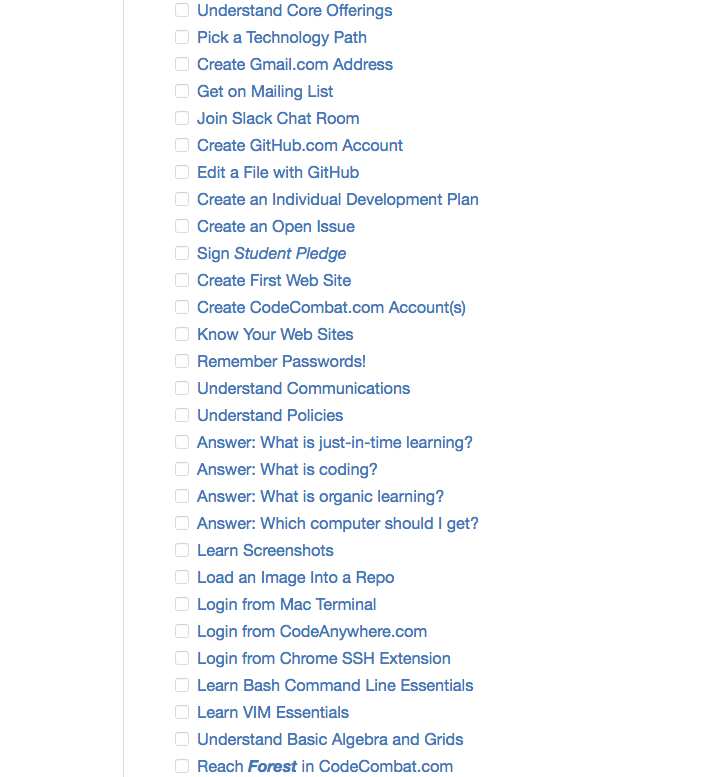 Understand Core Offerings
Pick a Technology Path
Create Gmail.com Address
Get on Mailing List
Join Slack Chat Room
Create GitHub.com Account
Edit a File with GitHub
Create an Individual Development Plan
Create an Open Issue
Sign Student Pledge
Create First Web Site
Create CodeCombat.com Account(s)
Know Your Web Sites
Remember Passwords!
Understand Communications
Understand Policies
Answer: What is just-in-time learning?
Answer: What is coding?
Answer: What is organic learning?
Answer: Which computer should I get?
Learn Screenshots
Load an Image Into a Repo
Login from Mac Terminal
Login from CodeAnywhere.com
Login from Chrome SSH Extension
Learn Bash Command Line Essentials
Learn VIM Essentials
Understand Basic Algebra and Grids
Reach Forest in CodeCombat.com